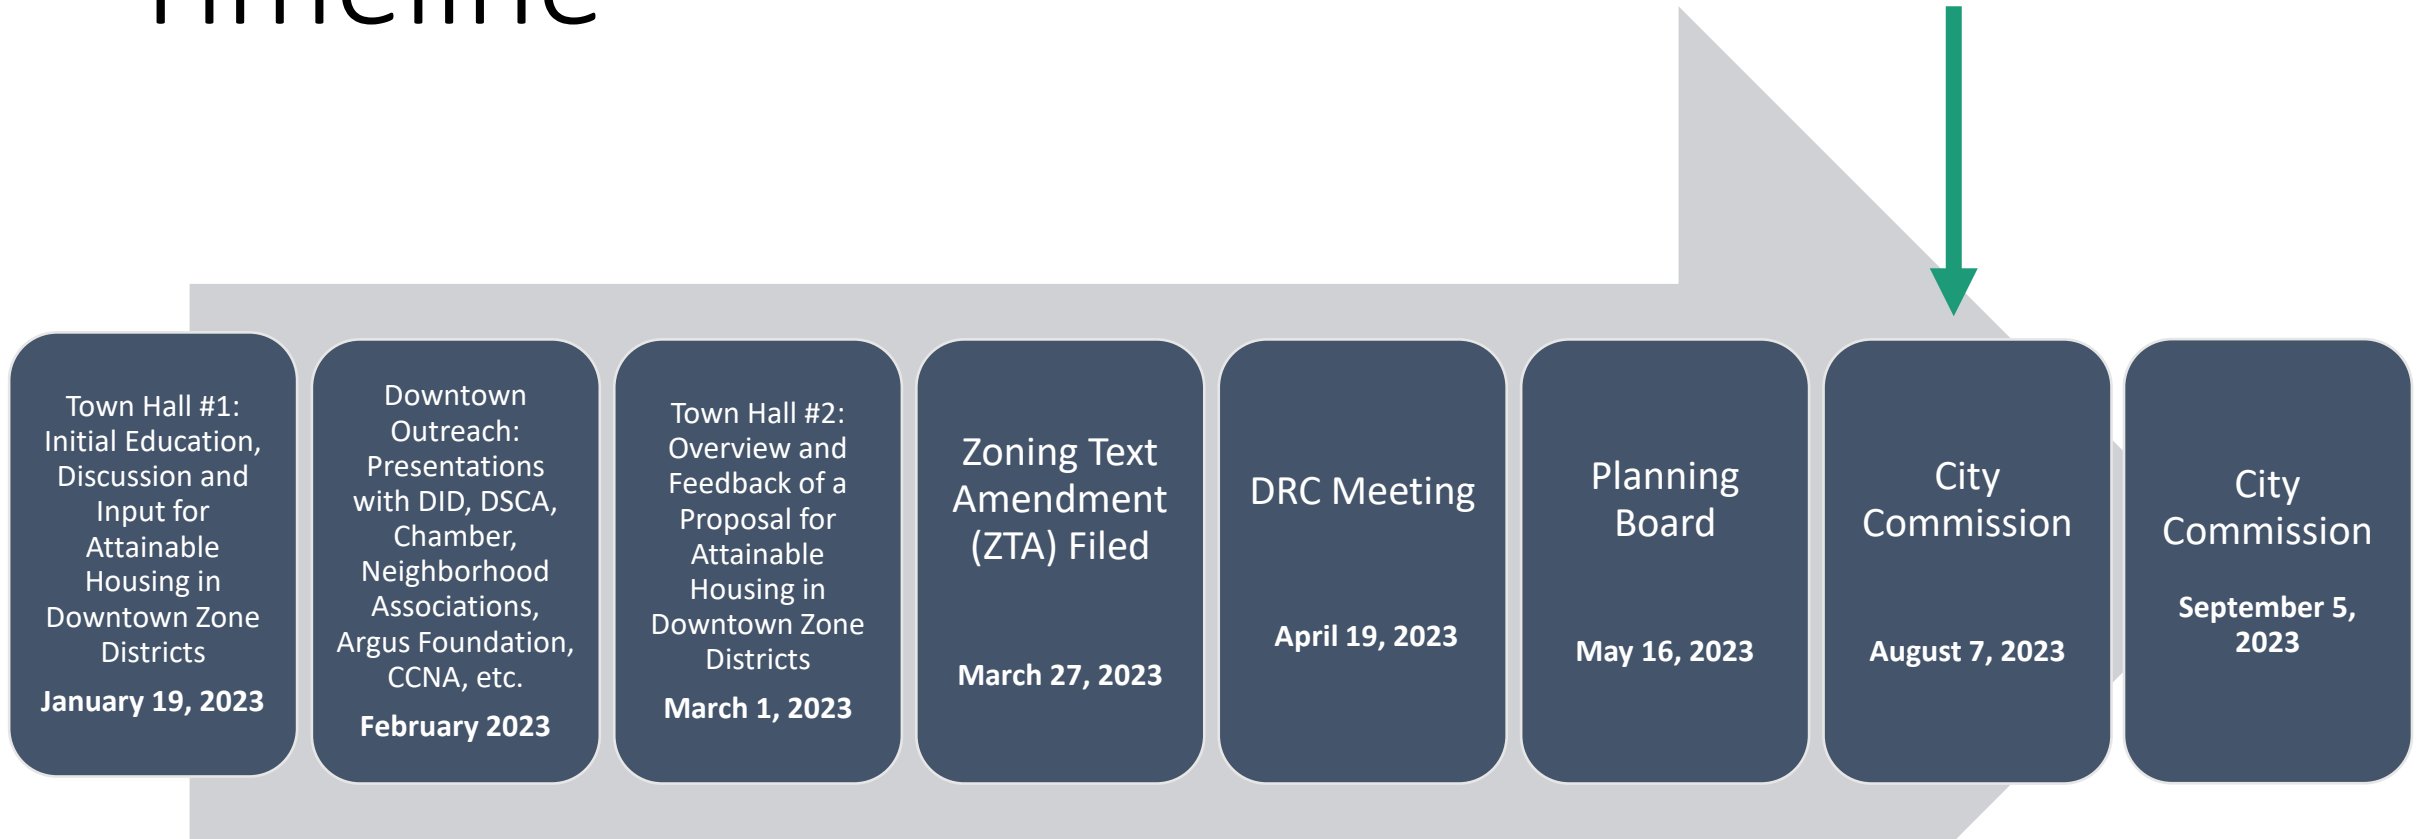 Timeline
Town Hall #1:
Initial Education,
Discussion and
Input for
Attainable
Housing in
Downtown Zone
Districts
January 19, 2023
Downtown
Outreach:
Presentations
with DID, DSCA,
Chamber,
Neighborhood
Associations,
Argus Foundation,
CCNA, etc.
February 2023
Town Hall #2:
Overview and
Feedback of a
Proposal for
Attainable
Housing in
Downtown Zone
Districts
March 1, 2023
Zoning Text
Amendment
(ZTA) Filed
March 27, 2023
DRC Meeting
April 19, 2023
Planning
Board
May 16, 2023
City
Commission
August 7, 2023
City
Commission
September 5,
2023